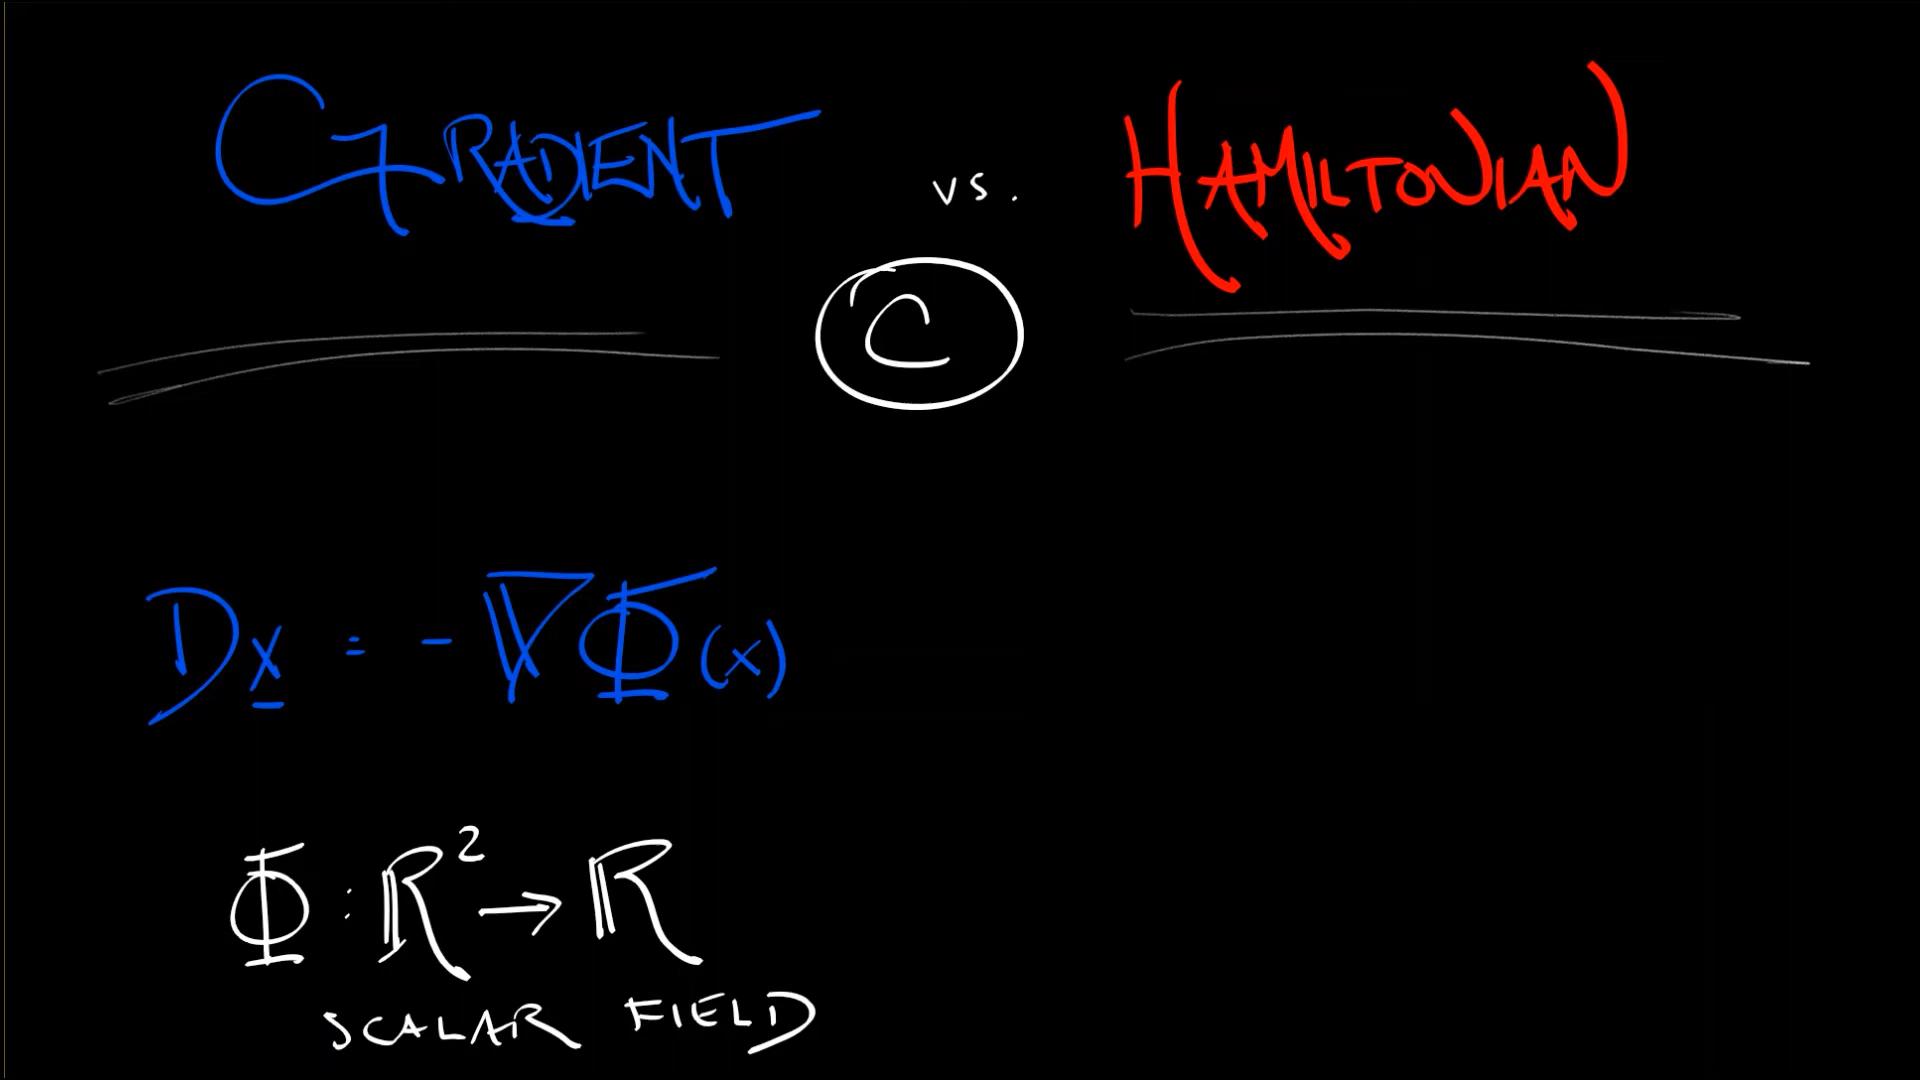 GRADIENT vs. HAMILTONIAN
C
Dx = - ∇Φ(x)
Φ : ℝ² → ℝ
SCALAR FIELD